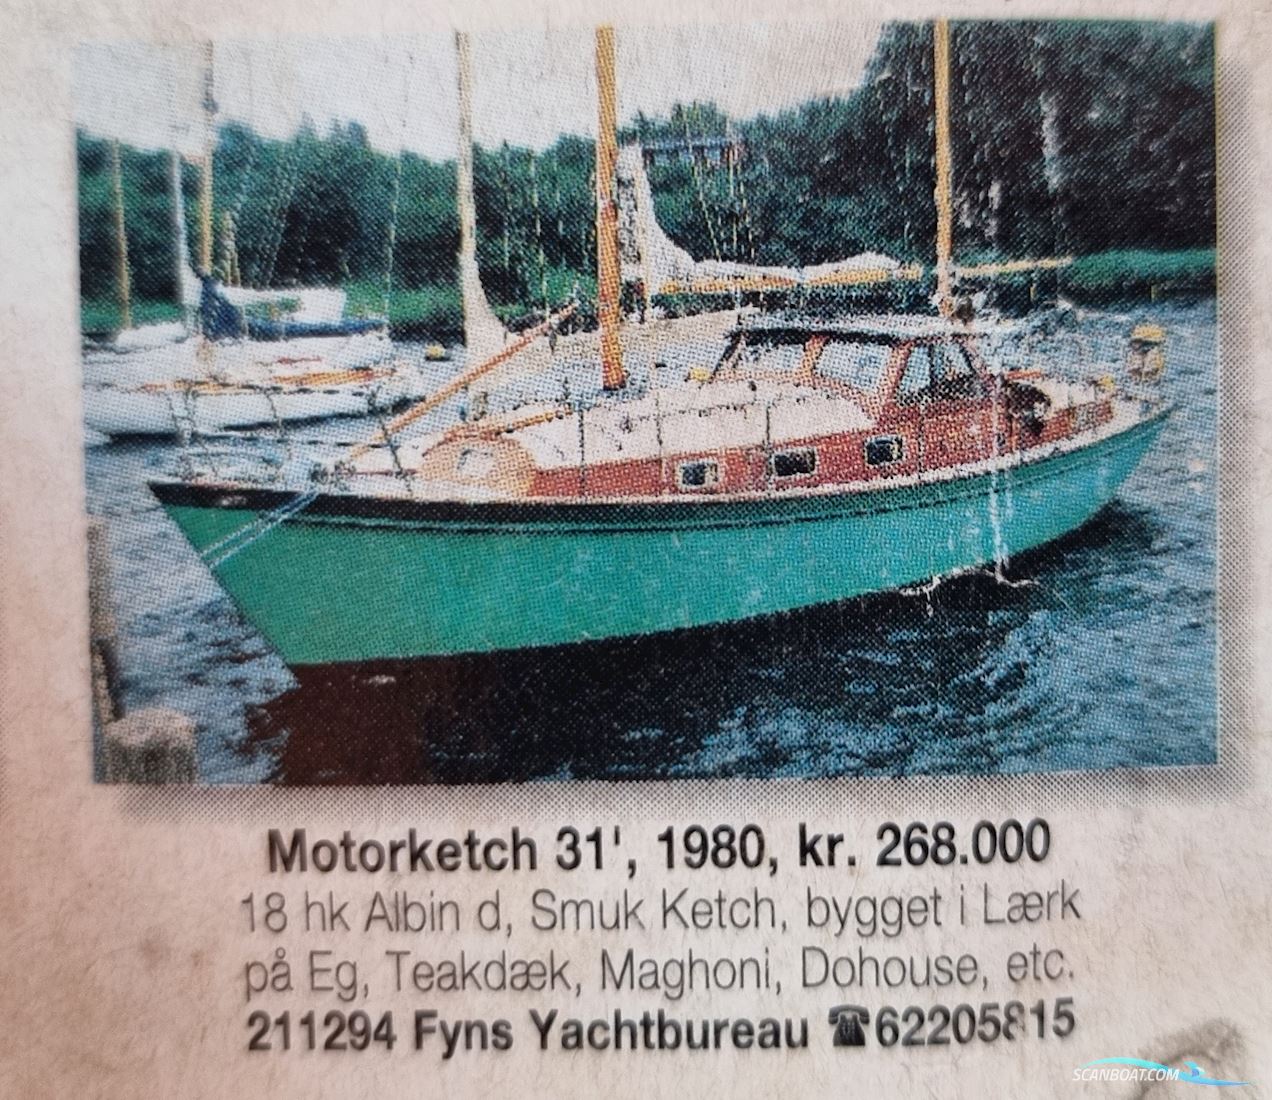 Motorketch 31', 1980, kr. 268.000
18 hk Albin d, Smuk Ketch, bygget i Lærk
på Eg, Teakdæk, Maghoni, Dohouse, etc.
211294 Fyns Yachtbureau ☎62205815
SCANBOAT.COM